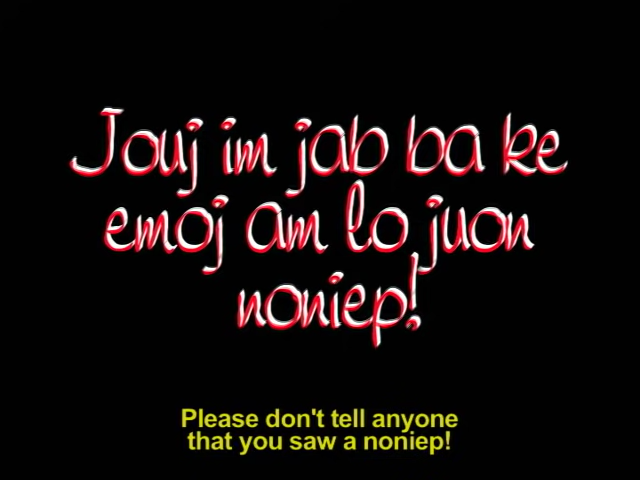 Jouj im jab ba ke
emoj am lo juon
noniep!
Please don't tell anyone
that you saw a noniep!